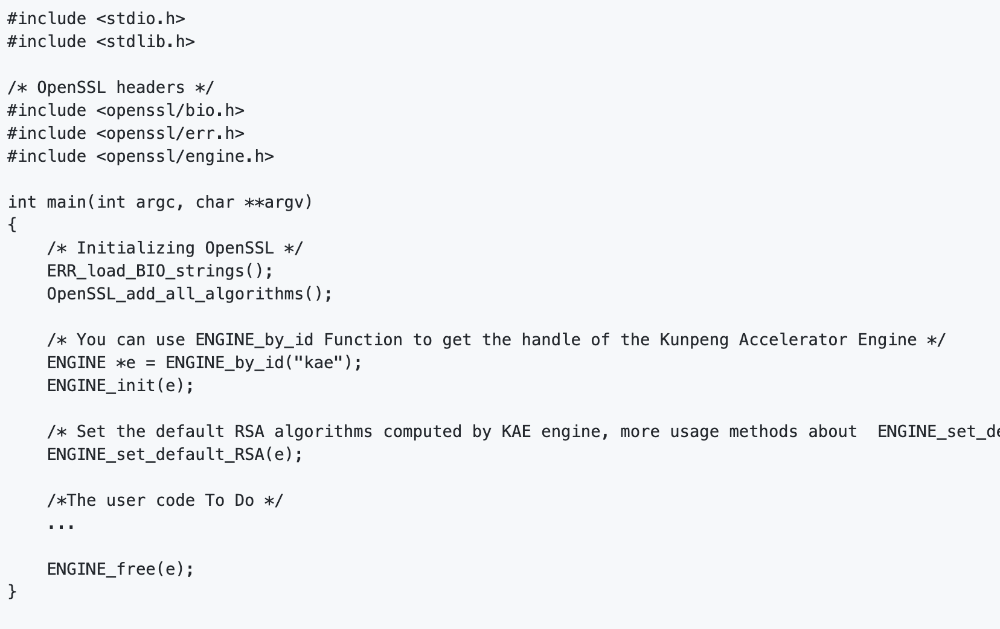 #include <stdio.h>
#include <stdlib.h>
/* OpenSSL headers */
#include <openssl/bio.h>
#include <openssl/err.h>
#include <openssl/engine.h>
int main(int argc, char **argv)
{
    /* Initializing OpenSSL */
    ERR_load_BIO_strings();
    OpenSSL_add_all_algorithms();
    /* You can use ENGINE_by_id Function to get the handle of the Kunpeng Accelerator Engine */
    ENGINE *e = ENGINE_by_id("kae");
    ENGINE_init(e);
    /* Set the default RSA algorithms computed by KAE engine, more usage methods about  ENGINE_set_de
    ENGINE_set_default_RSA(e);
    /*The user code To Do */
    ...
    ENGINE_free(e);
}